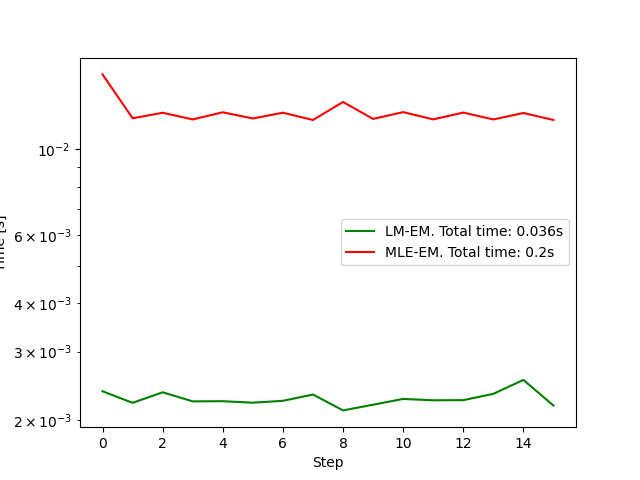 Time [s]
10⁻²
6 × 10⁻³
4 × 10⁻³
3 × 10⁻³
2 × 10⁻³
LM-EM. Total time: 0.036s
MLE-EM. Total time: 0.2s
0 2 4 6 8 10 12 14
Step